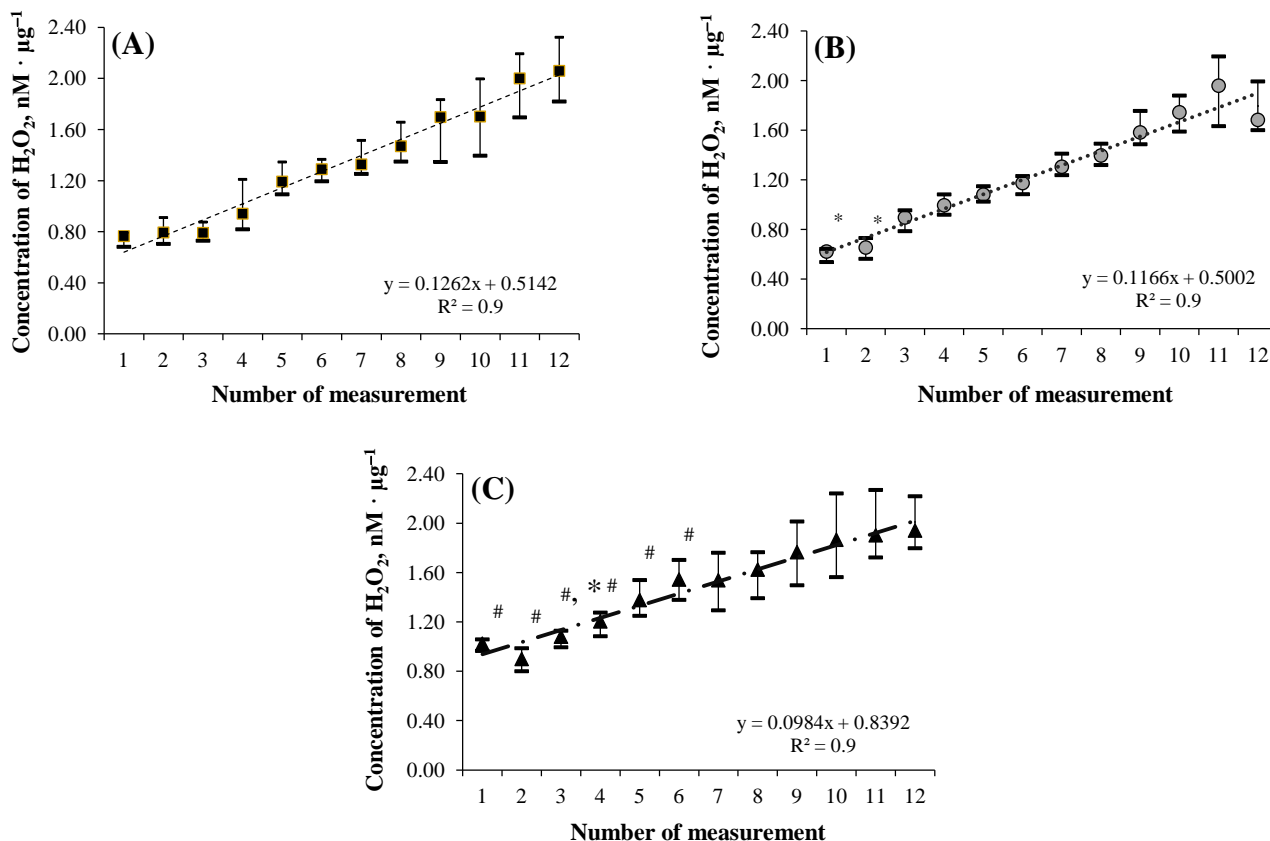 (A)
Concentration of H₂O₂, nM · µg⁻¹
2.40
2.00
1.60
1.20
0.80
0.40
0.00
y = 0.1262x + 0.5142
R² = 0.9
1 2 3 4 5 6 7 8 9 10 11 12
Number of measurement
(B)
Concentration of H₂O₂, nM · µg⁻¹
2.40
2.00
1.60
1.20
0.80
0.40
0.00
* *
y = 0.1166x + 0.5002
R² = 0.9
1 2 3 4 5 6 7 8 9 10 11 12
Number of measurement
(C)
Concentration of H₂O₂, nM · µg⁻¹
2.40
2.00
1.60
1.20
0.80
0.40
0.00
# # #, * # # #
y = 0.0984x + 0.8392
R² = 0.9
1 2 3 4 5 6 7 8 9 10 11 12
Number of measurement